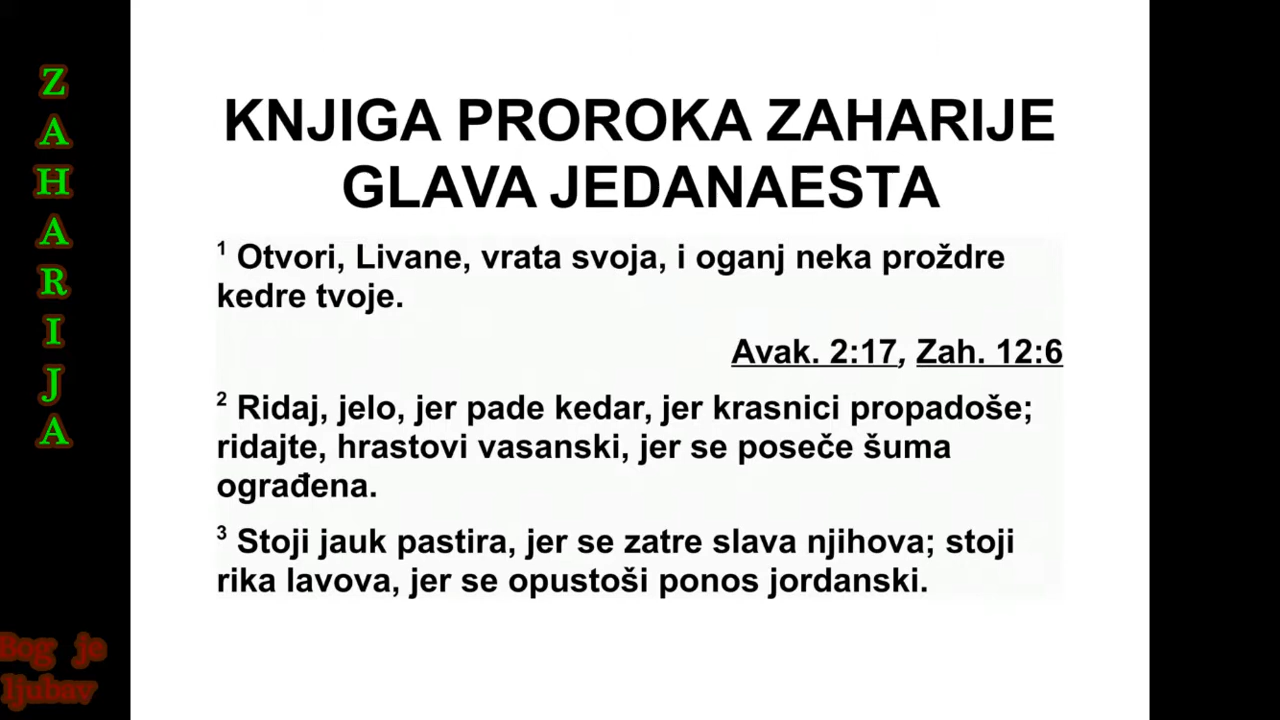 ZAHARIJA
KNJIGA PROROKA ZAHARIJE
GLAVA JEDANAESTA
1 Otvori, Livane, vrata svoja, i oganj neka proždre
kedre tvoje.
Avak. 2:17, Zah. 12:6
2 Ridaj, jelo, jer pade kedar, jer krasnici propadoše;
ridajte, hrastovi vasanski, jer se poseče šuma
ograđena.
3 Stoji jauk pastira, jer se zatre slava njihova; stoji
rika lavova, jer se opustoši ponos jordanski.
Bog je
ljubav